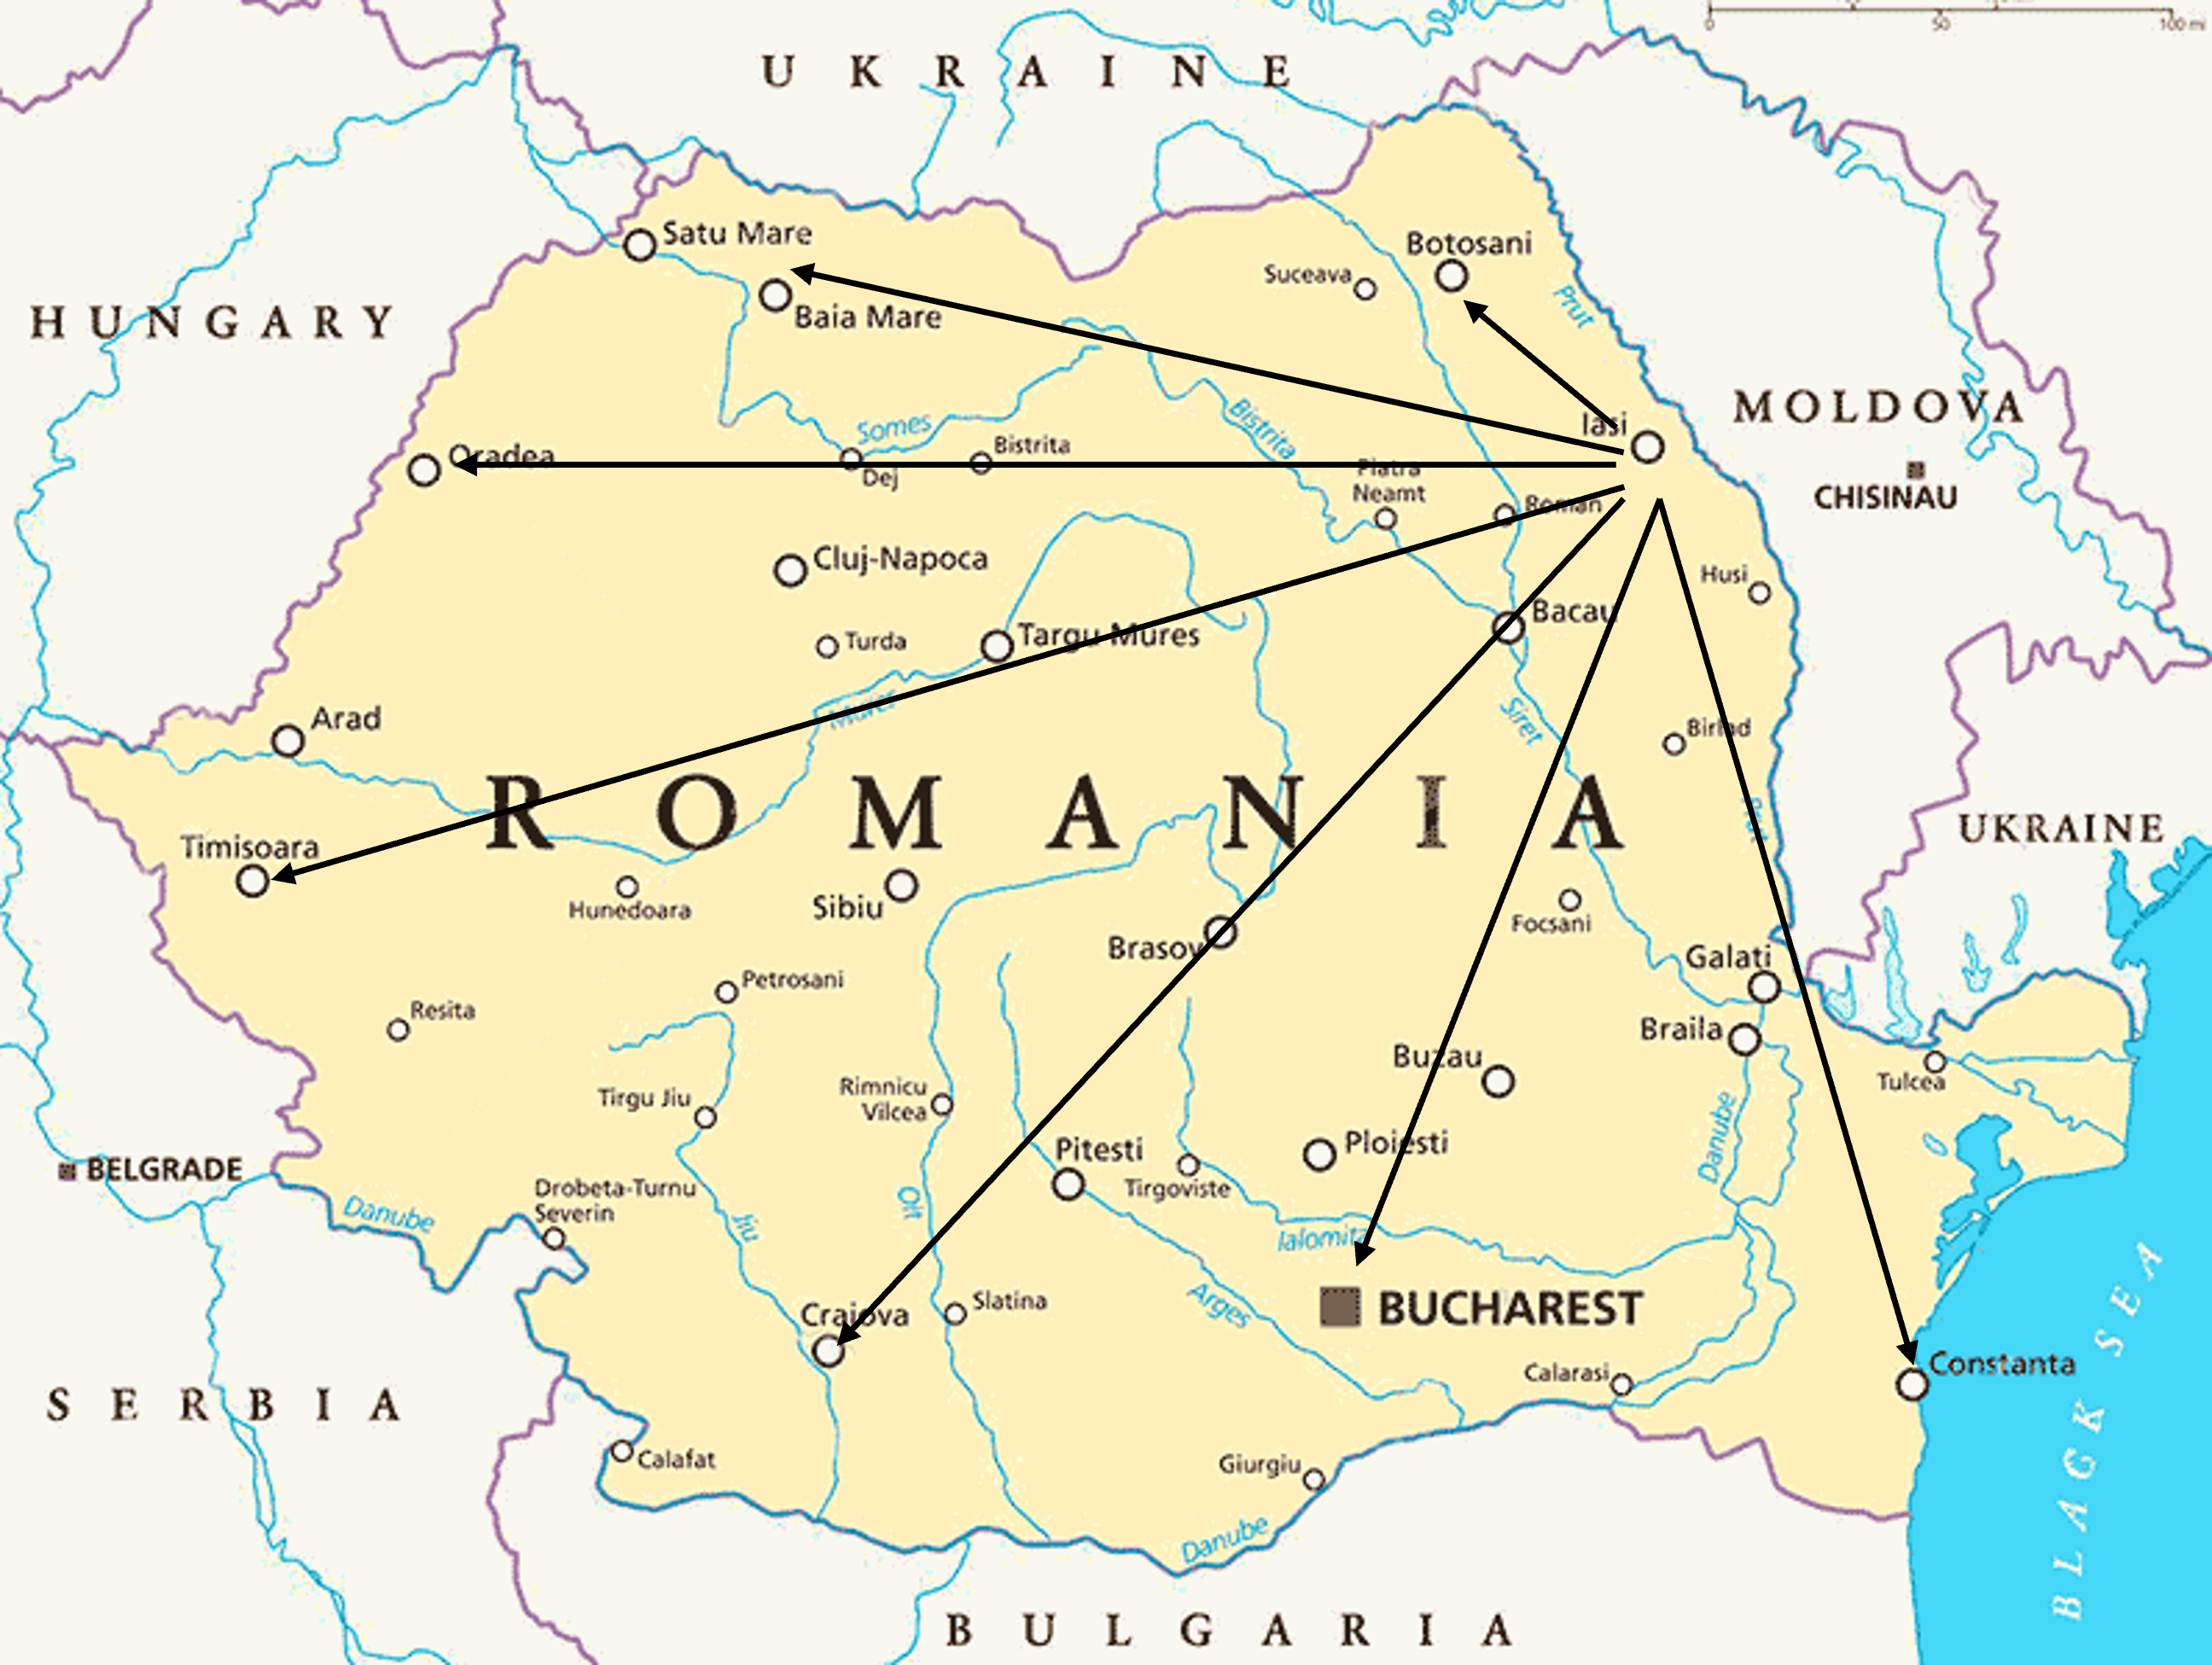 0
50
100 mi
UKRAINE
Satu Mare
Botosani
Suceava
Prut
Baia Mare
HUNGARY
MOLDOVA
Iasi
Somes
Bistrita
Bistrita
Oradea
Dej
Piatra
Neamt
CHISINAU
Roman
Cluj-Napoca
Husi
Bacau
Turda
Targu-Mures
Mures
Siret
Arad
Birlad
ROMANIA
Prut
UKRAINE
Timisoara
Hunedoara
Sibiu
Focsani
Brasov
Galati
Petrosani
Resita
Braila
Buzau
Tulcea
Tirgu Jiu
Rimnicu
Vilcea
Danube
Ploiesti
Pitesti
BELGRADE
Tirgoviste
Drobeta-Turnu
Severin
Danube
Olt
Jiu
Ialomita
Arges
Slatina
BUCHAREST
Craiova
Calarasi
Constanta
SERBIA
BLACK SEA
Calafat
Giurgiu
Danube
BULGARIA